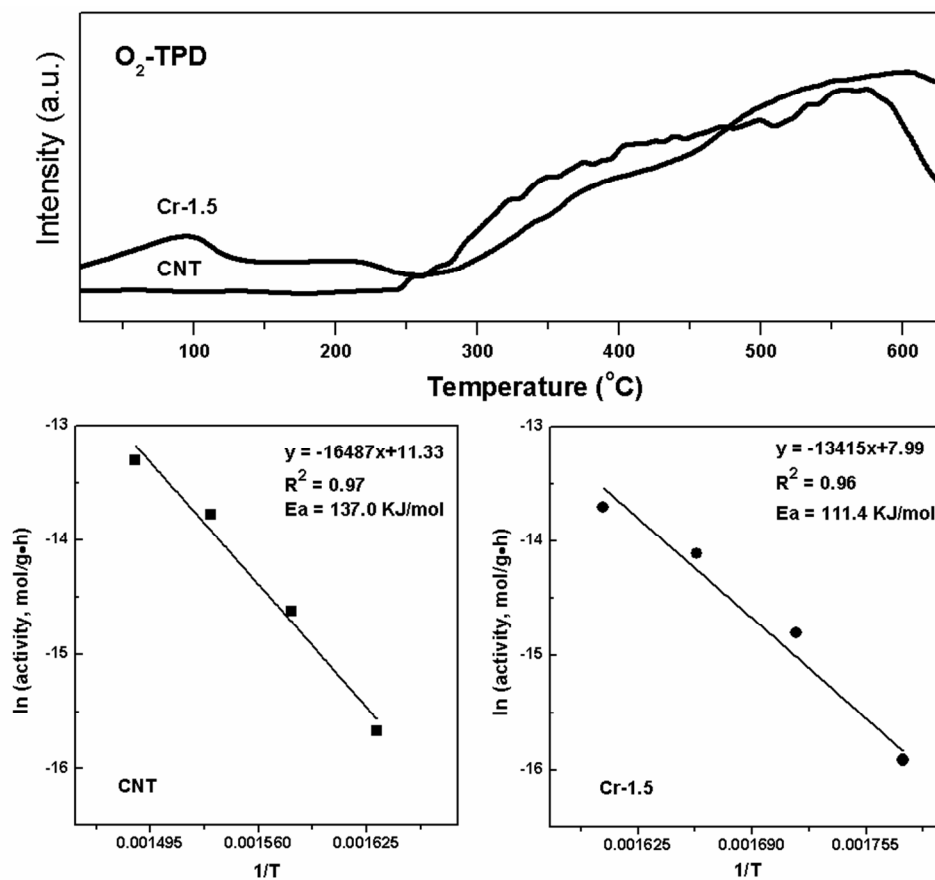 O₂-TPD
Intensity (a.u.)
Cr-1.5
CNT
100 200 300 400 500 600
Temperature (°C)
-13
-14
-15
-16
ln (activity, mol/g•h)
y = -16487x+11.33
R² = 0.97
Ea = 137.0 KJ/mol
CNT
0.001495 0.001560 0.001625
1/T
-13
-14
-15
-16
ln (activity, mol/g•h)
y = -13415x+7.99
R² = 0.96
Ea = 111.4 KJ/mol
Cr-1.5
0.001625 0.001690 0.001755
1/T